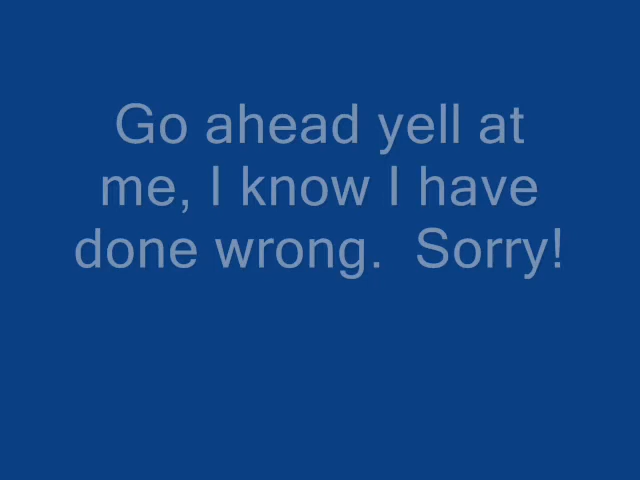 Go ahead yell at
me, I know I have
done wrong.  Sorry!